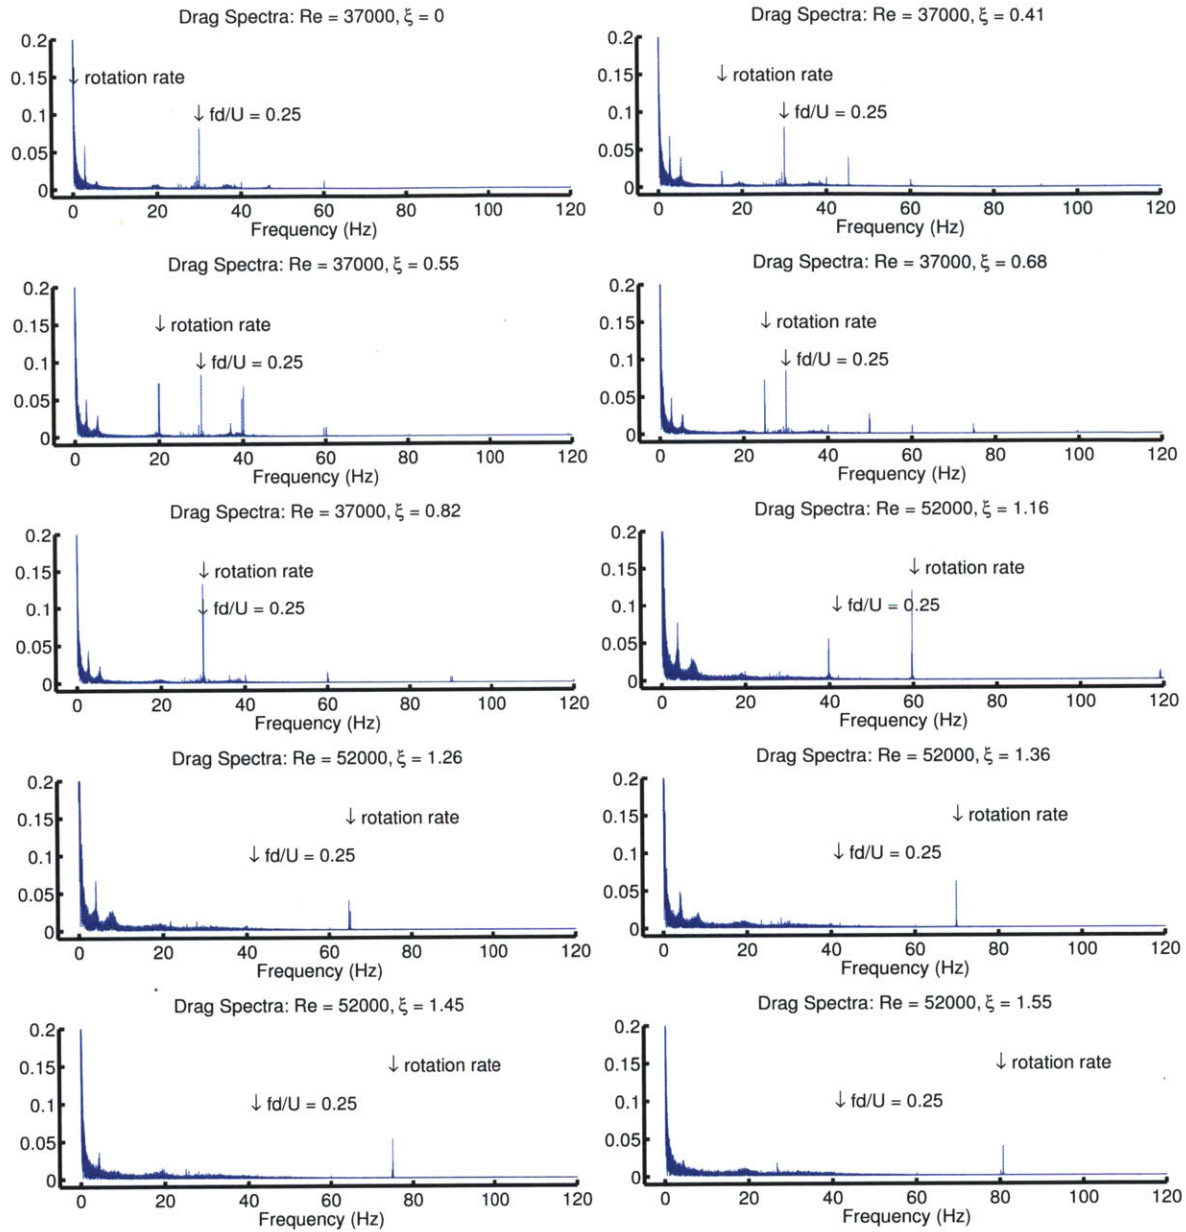 Drag Spectra: Re = 37000, ξ = 0
0.2
0.15
0.1
0.05
0
↓ rotation rate
↓ fd/U = 0.25
0 20 40 60 80 100 120
Frequency (Hz)
Drag Spectra: Re = 37000, ξ = 0.41
0.2
0.15
0.1
0.05
0
↓ rotation rate
↓ fd/U = 0.25
0 20 40 60 80 100 120
Frequency (Hz)
Drag Spectra: Re = 37000, ξ = 0.55
0.2
0.15
0.1
0.05
0
↓ rotation rate
↓ fd/U = 0.25
0 20 40 60 80 100 120
Frequency (Hz)
Drag Spectra: Re = 37000, ξ = 0.68
0.2
0.15
0.1
0.05
0
↓ rotation rate
↓ fd/U = 0.25
0 20 40 60 80 100 120
Frequency (Hz)
Drag Spectra: Re = 37000, ξ = 0.82
0.2
0.15
0.1
0.05
0
↓ rotation rate
↓ fd/U = 0.25
0 20 40 60 80 100 120
Frequency (Hz)
Drag Spectra: Re = 52000, ξ = 1.16
0.2
0.15
0.1
0.05
0
↓ rotation rate
↓ fd/U = 0.25
0 20 40 60 80 100 120
Frequency (Hz)
Drag Spectra: Re = 52000, ξ = 1.26
0.2
0.15
0.1
0.05
0
↓ rotation rate
↓ fd/U = 0.25
0 20 40 60 80 100 120
Frequency (Hz)
Drag Spectra: Re = 52000, ξ = 1.36
0.2
0.15
0.1
0.05
0
↓ rotation rate
↓ fd/U = 0.25
0 20 40 60 80 100 120
Frequency (Hz)
Drag Spectra: Re = 52000, ξ = 1.45
0.2
0.15
0.1
0.05
0
↓ rotation rate
↓ fd/U = 0.25
0 20 40 60 80 100 120
Frequency (Hz)
Drag Spectra: Re = 52000, ξ = 1.55
0.2
0.15
0.1
0.05
0
↓ rotation rate
↓ fd/U = 0.25
0 20 40 60 80 100 120
Frequency (Hz)